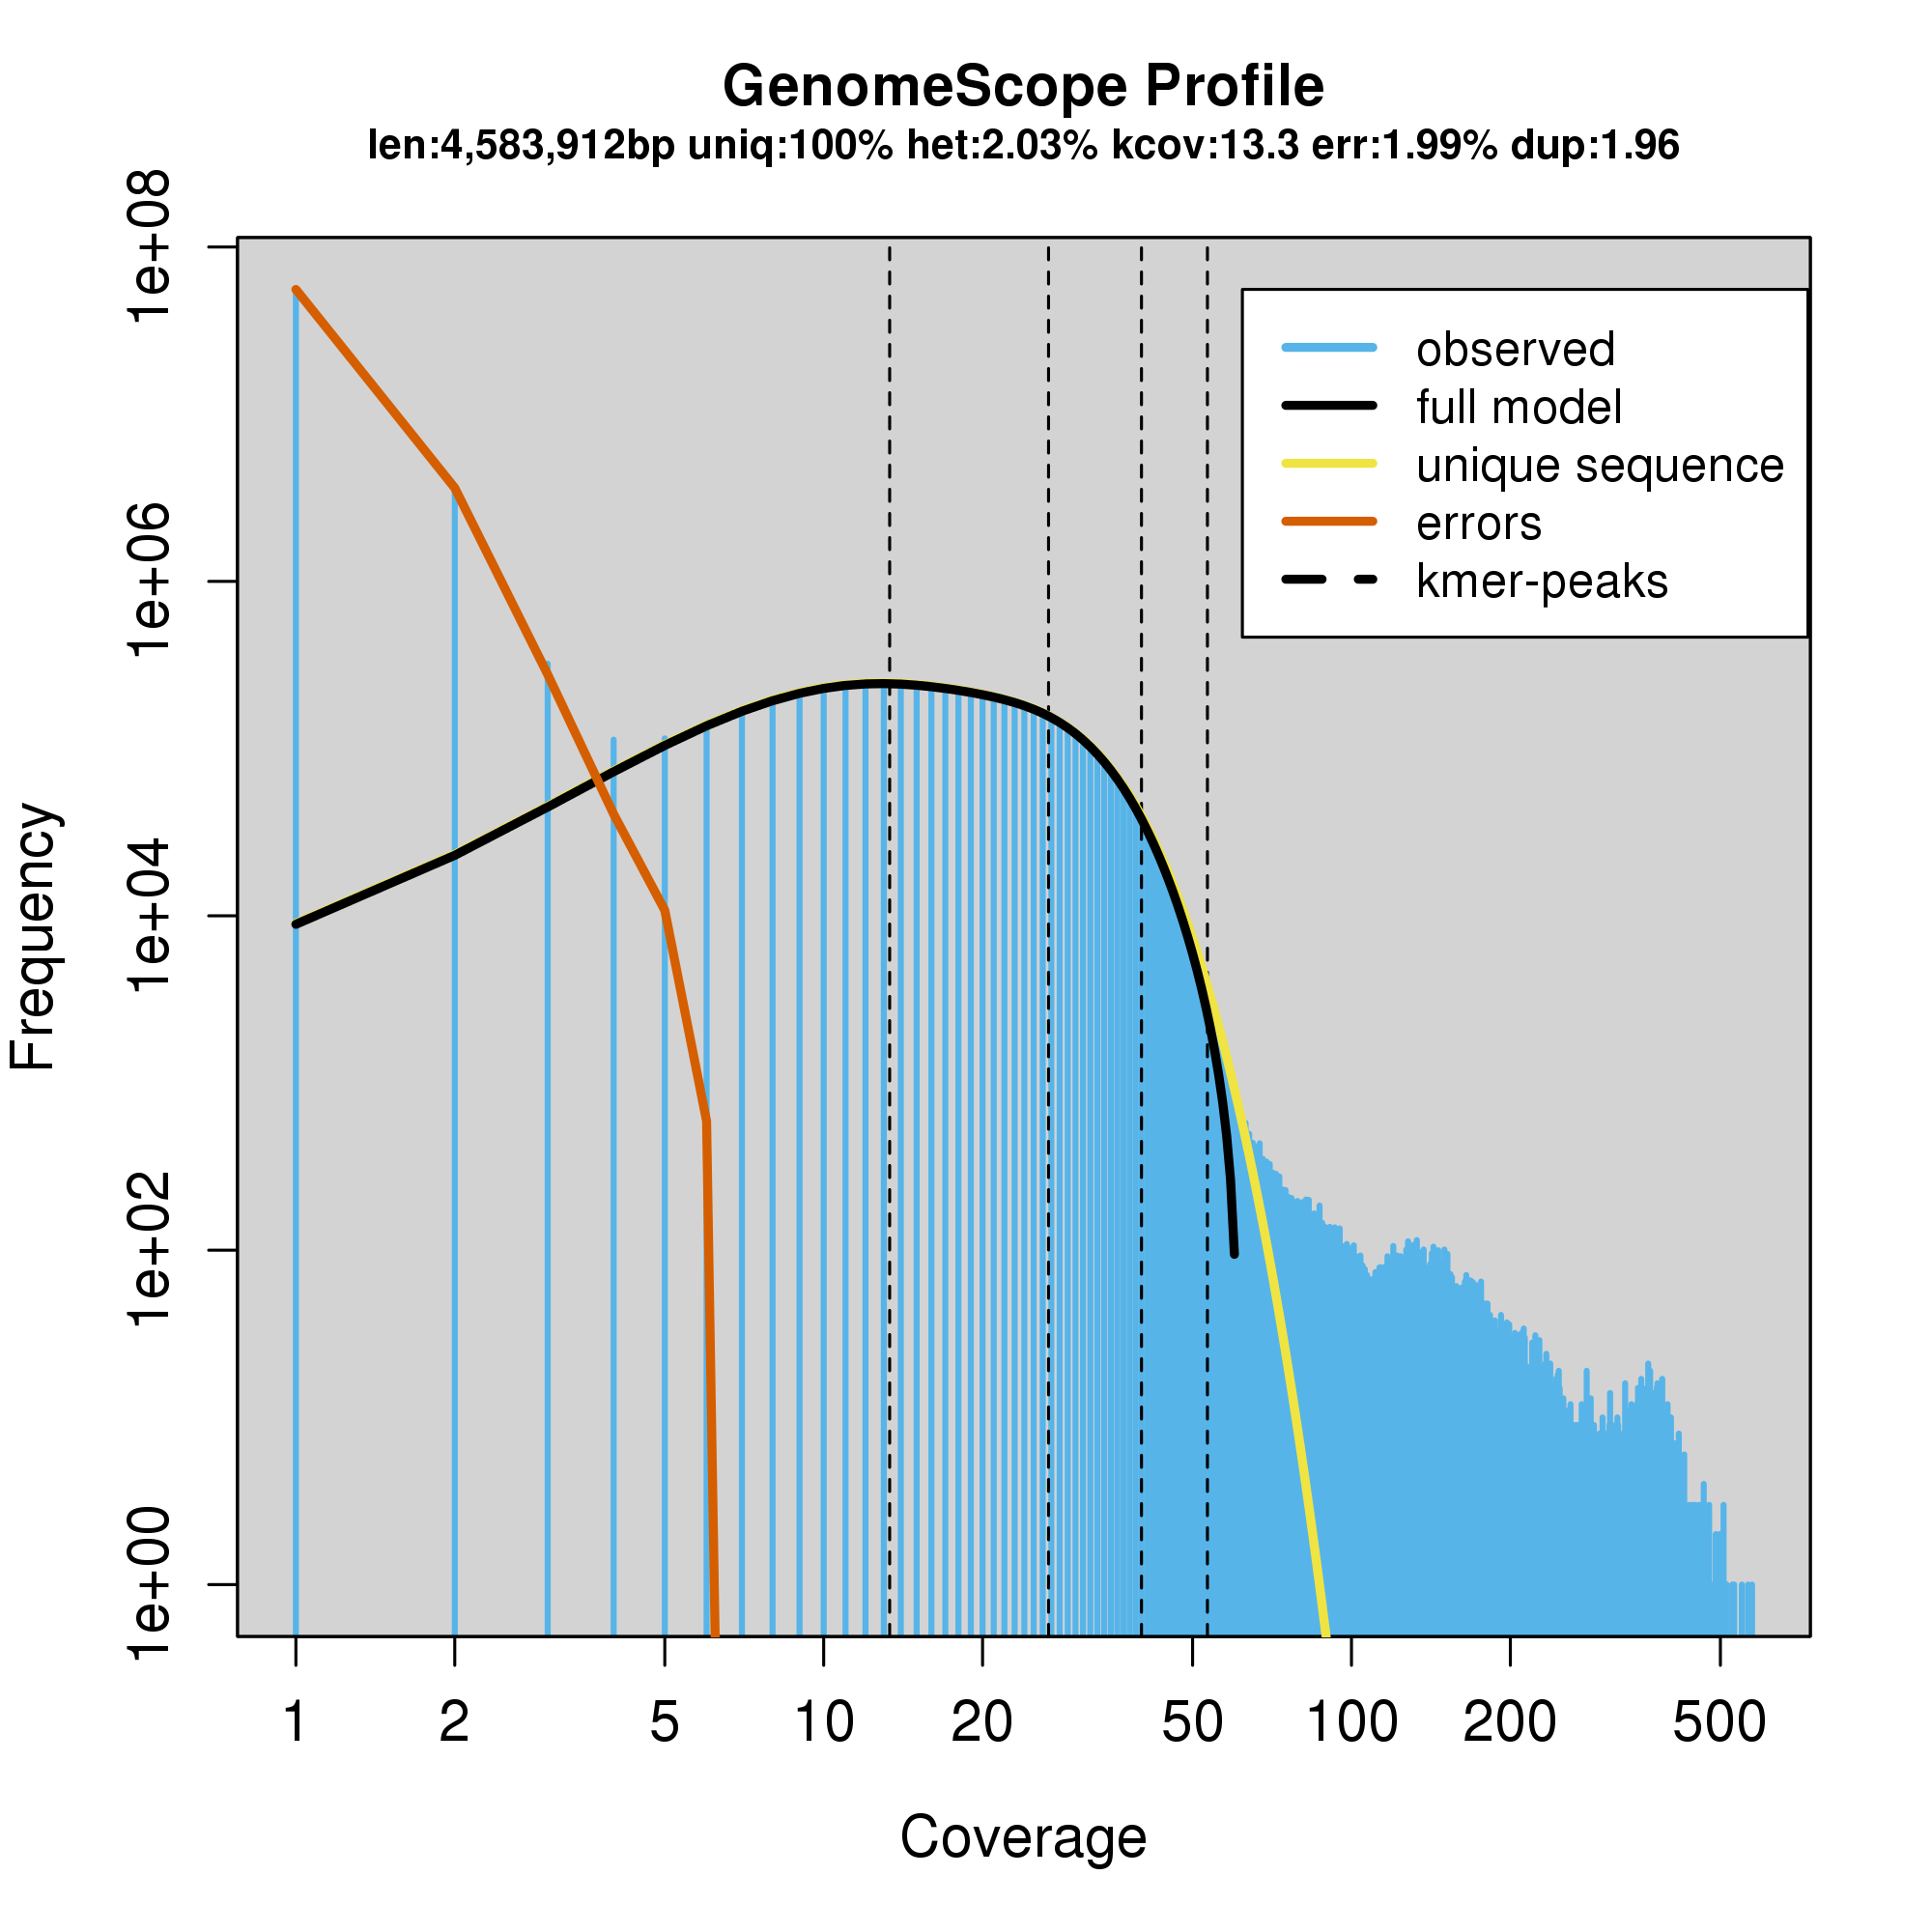 GenomeScope Profile
len:4,583,912bp uniq:100% het:2.03% kcov:13.3 err:1.99% dup:1.96
1e+08
1e+06
1e+04
1e+02
1e+00
Frequency
observed
full model
unique sequence
errors
kmer-peaks
1 2 5 10 20 50 100 200 500
Coverage